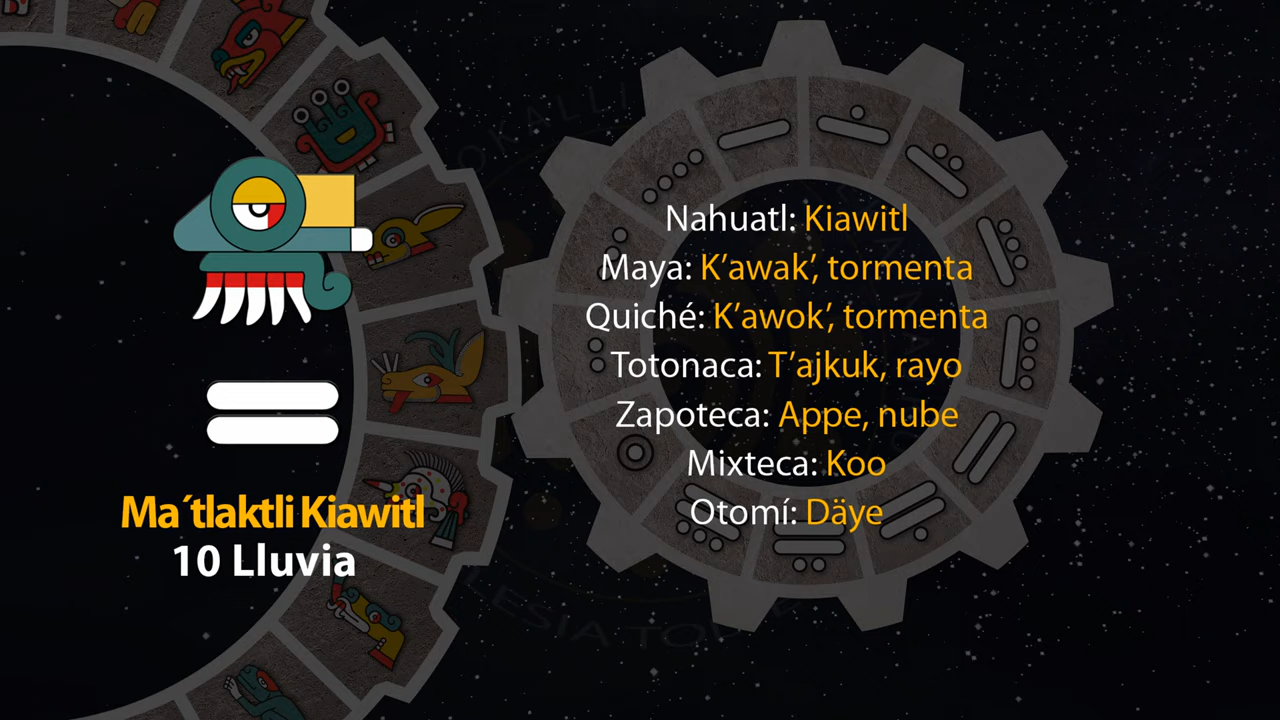 Ma´tlaktli Kiawitl
10 Lluvia
Nahuatl: Kiawitl
Maya: K’awak’, tormenta
Quiché: K’awok’, tormenta
Totonaca: T’ajkuk, rayo
Zapoteca: Appe, nube
Mixteca: Koo
Otomí: Däye